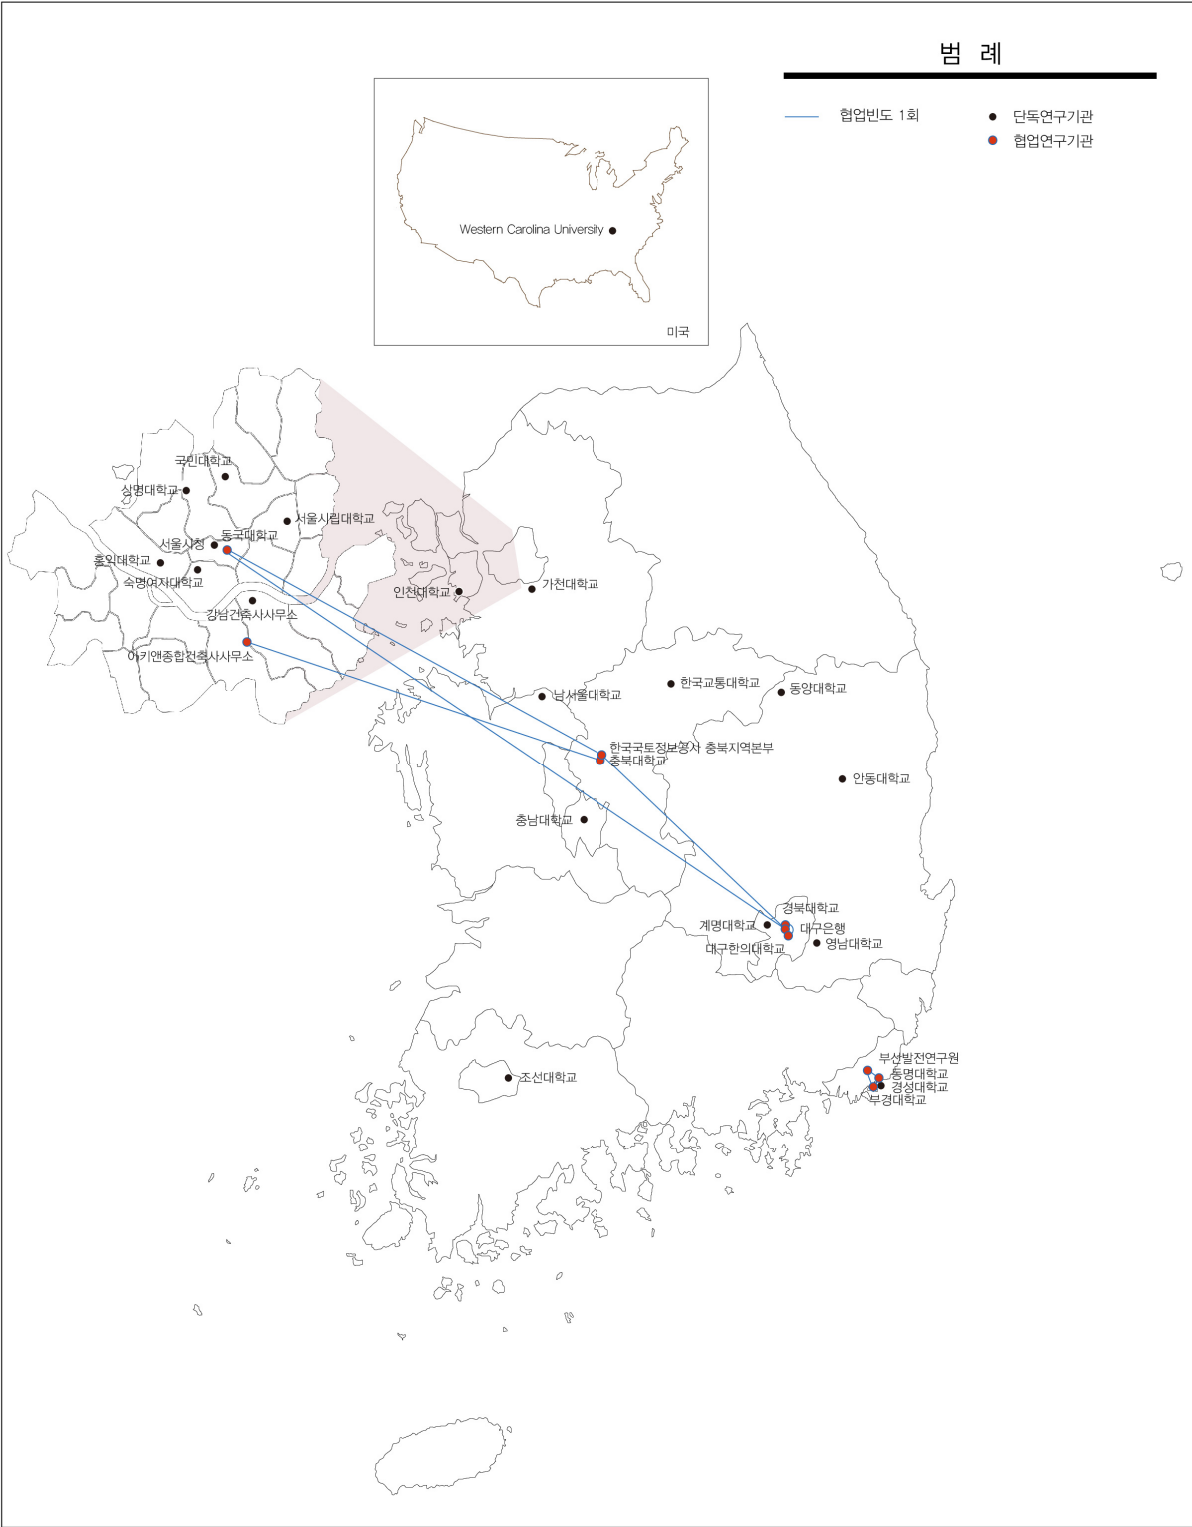 범 례
협업빈도 1회
단독연구기관
협업연구기관
Western Carolina Universily
미국
국민대학교
상명대학교
서울시립대학교
동국대학교
서울시청
홍익대학교
숙명여자대학교
강남건축사사무소
아키앤종합건축사사무소
인천대학교
가천대학교
남서울대학교
한국교통대학교
동양대학교
한국국토정보공사 충북지역본부
충북대학교
안동대학교
충남대학교
경북대학교
계명대학교
대구은행
대구한의대학교
영남대학교
부산발전연구원
동명대학교
경성대학교
부경대학교
조선대학교